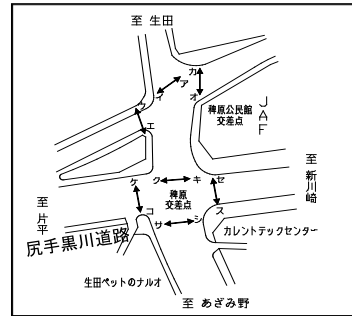 至 生田
カ
ア
イ
オ
ウ
エ
稗原公民館
交差点
JAF
至 新川崎
ケ
ク
キ
セ
稗原
交差点
至 片平
コ
サ
シ
ス
尻手黒川道路
カレントテックセンター
生田ペットのナルオ
至 あざみ野